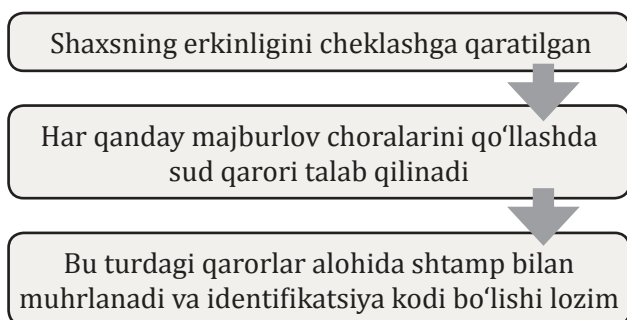 Shaxsning erkinligini cheklashga qaratilgan
Har qanday majburlov choralarini qo‘llashda
sud qarori talab qilinadi
Bu turdagi qarorlar alohida shtamp bilan
muhrlanadi va identifikatsiya kodi bo‘lishi lozim